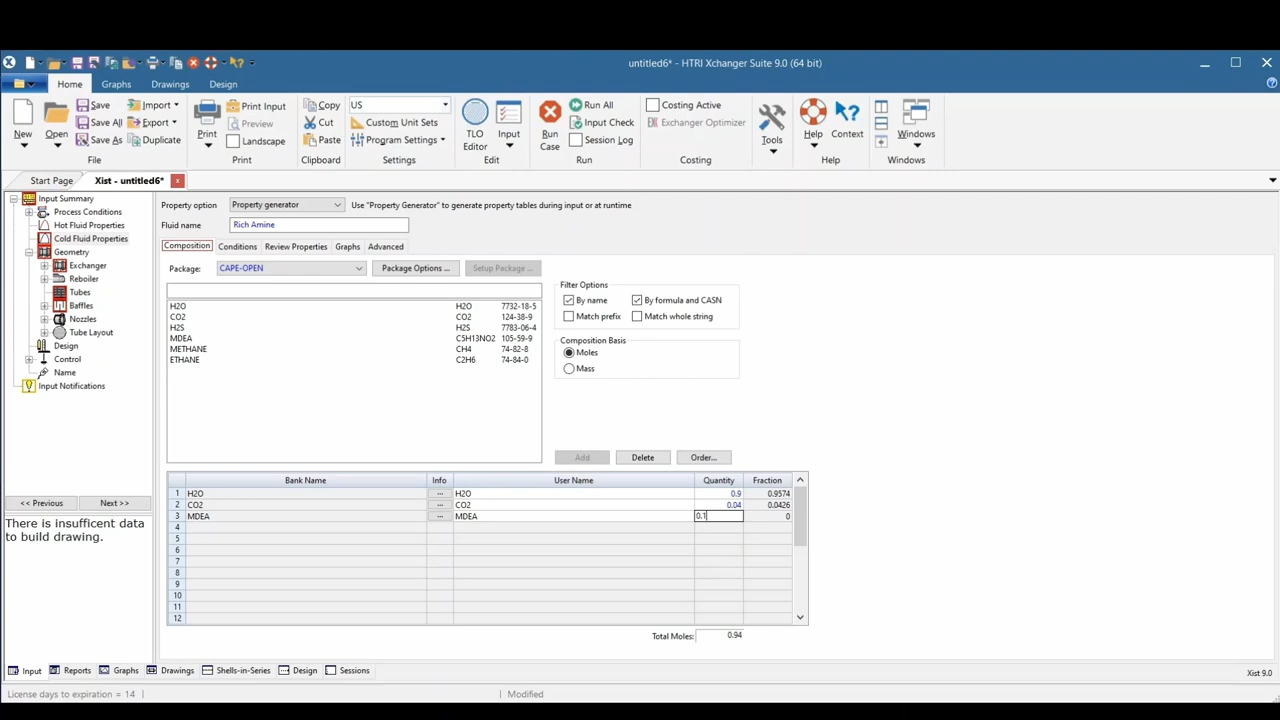 untitled6* - HTRI Xchanger Suite 9.0 (64 bit)
Home Graphs Drawings Design
New
Open
Save
Save All
Save As
Import
Export
Duplicate
File
Print
Print Input
Preview
Landscape
Print
Copy
Cut
Paste
Clipboard
US
Custom Unit Sets
Program Settings
Settings
TLO Editor
Input
Edit
Run Case
Run All
Input Check
Session Log
Run
Costing Active
Exchanger Optimizer
Costing
Tools
Help
Context
Help
Windows
Windows
Start Page
Xist - untitled6*
x
Input Summary
Process Conditions
Hot Fluid Properties
Cold Fluid Properties
Geometry
Exchanger
Reboiler
Tubes
Baffles
Nozzles
Tube Layout
Design
Control
Name
Input Notifications
<< Previous Next >>
There is insufficent data
to build drawing.
Property option Property generator Use "Property Generator" to generate property tables during input or at runtime
Fluid name Rich Amine
Composition Conditions Review Properties Graphs Advanced
Package: CAPE-OPEN Package Options ... Setup Package ...
H2O H2O 7732-18-5
CO2 CO2 124-38-9
H2S H2S 7783-06-4
MDEA C5H13NO2 105-59-9
METHANE CH4 74-82-8
ETHANE C2H6 74-84-0
Filter Options
By name By formula and CASN
Match prefix Match whole string
Composition Basis
Moles
Mass
Add Delete Order...
Bank Name Info User Name Quantity Fraction
1 H2O ... H2O 0.9 0.9574
2 CO2 ... CO2 0.04 0.0426
3 MDEA ... MDEA 0.1 0
4
5
6
7
8
9
10
11
12
Total Moles: 0.94
Input Reports Graphs Drawings Shells-in-Series Design Sessions Xist 9.0
License days to expiration = 14 Modified